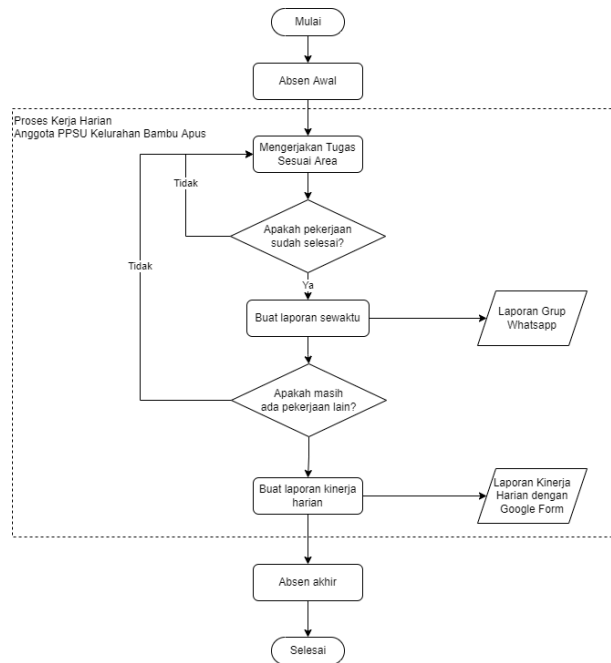 Mulai
Absen Awal
Proses Kerja Harian
Anggota PPSU Kelurahan Bambu Apus
Mengerjakan Tugas
Sesuai Area
Tidak
Apakah pekerjaan
sudah selesai?
Tidak
Ya
Buat laporan sewaktu
Laporan Grup
Whatsapp
Apakah masih
ada pekerjaan lain?
Buat laporan kinerja
harian
Laporan Kinerja
Harian dengan
Google Form
Absen akhir
Selesai